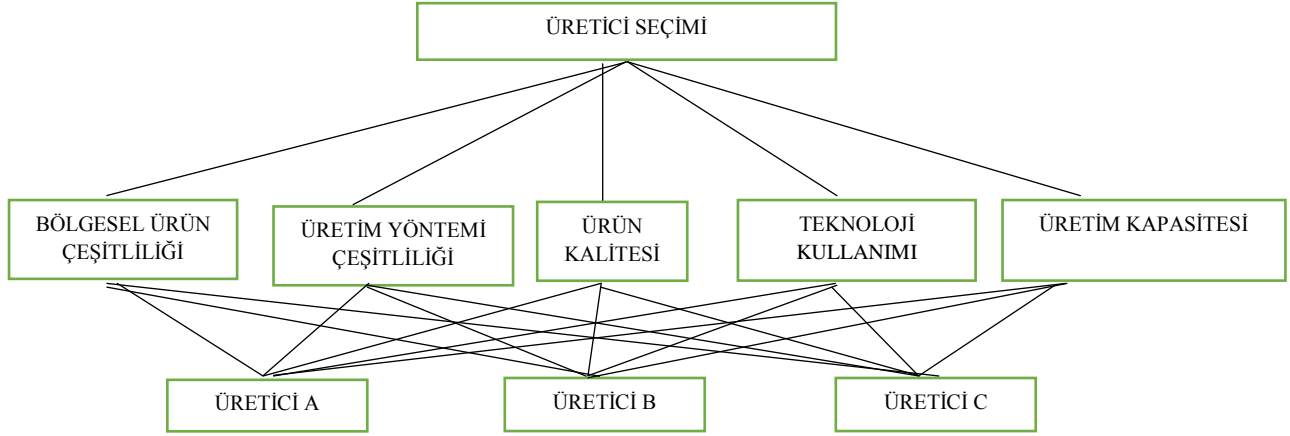 ÜRETİCİ SEÇİMİ
BÖLGESEL ÜRÜN
ÇEŞİTLİLİĞİ
ÜRETİM YÖNTEMİ
ÇEŞİTLİLİĞİ
ÜRÜN
KALİTESİ
TEKNOLOJİ
KULLANIMI
ÜRETİM KAPASİTESİ
ÜRETİCİ A
ÜRETİCİ B
ÜRETİCİ C